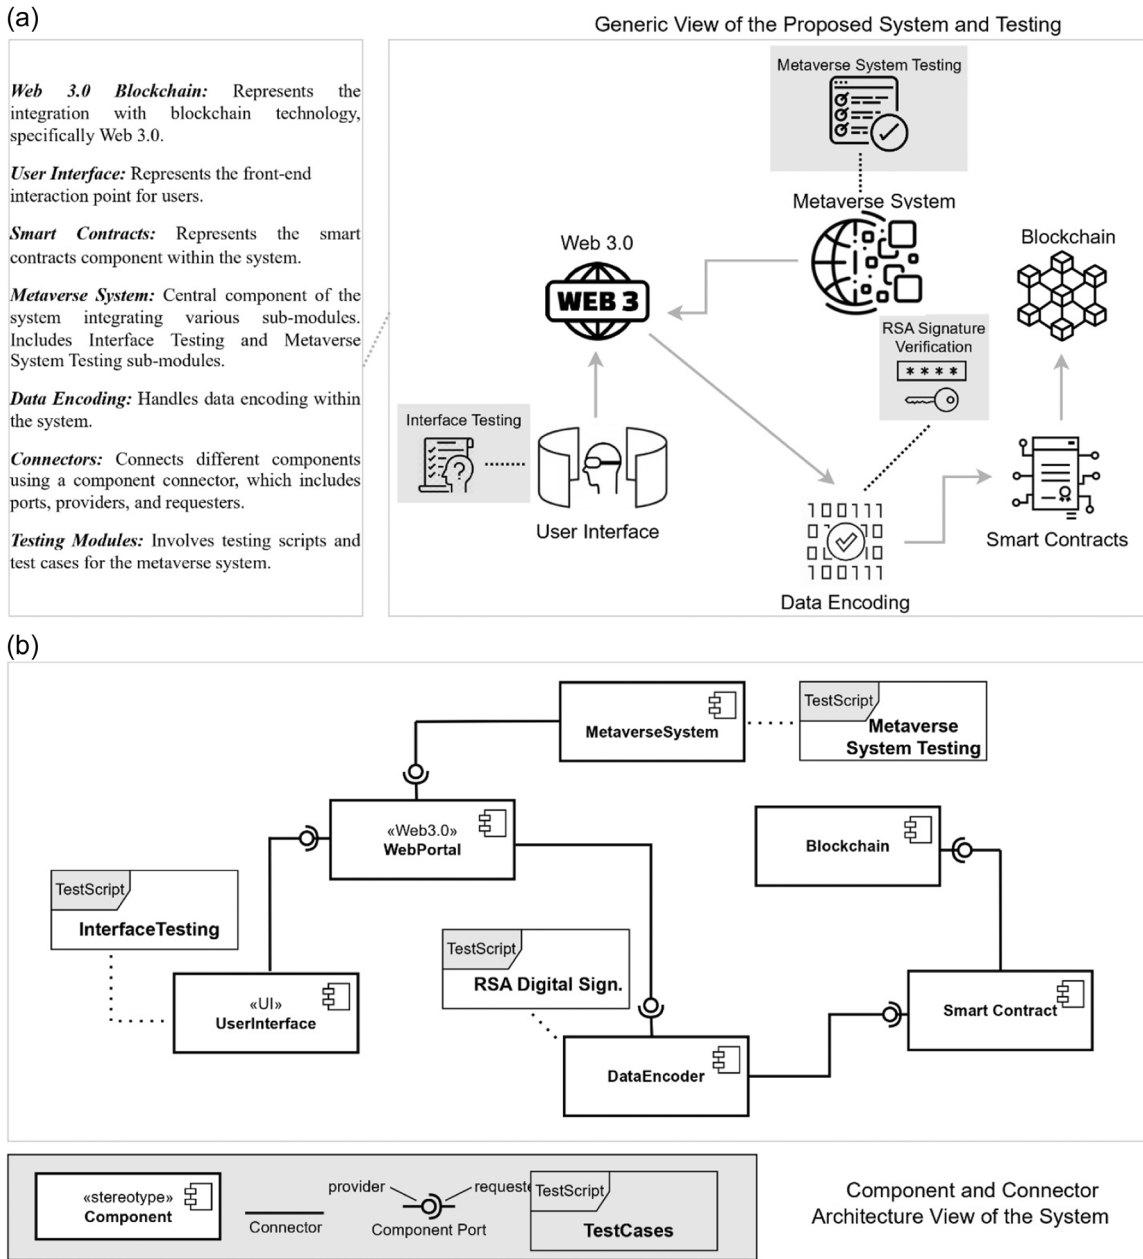 (a)
Generic View of the Proposed System and Testing
Web 3.0 Blockchain: Represents the
integration with blockchain technology,
specifically Web 3.0.
User Interface: Represents the front-end
interaction point for users.
Smart Contracts: Represents the smart
contracts component within the system.
Metaverse System: Central component of the
system integrating various sub-modules.
Includes Interface Testing and Metaverse
System Testing sub-modules.
Data Encoding: Handles data encoding within
the system.
Connectors: Connects different components
using a component connector, which includes
ports, providers, and requesters.
Testing Modules: Involves testing scripts and
test cases for the metaverse system.
Metaverse System Testing
Metaverse System
Web 3.0
WEB 3
Blockchain
RSA Signature
Verification
* * * *
Interface Testing
?
User Interface
100111
Data Encoding
Smart Contracts
(b)
MetaverseSystem
TestScript
Metaverse
System Testing
«Web3.0»
WebPortal
Blockchain
TestScript
InterfaceTesting
TestScript
RSA Digital Sign.
«UI»
UserInterface
Smart Contract
DataEncoder
«stereotype»
Component
Connector
provider
requeste
Component Port
TestScript
TestCases
Component and Connector
Architecture View of the System